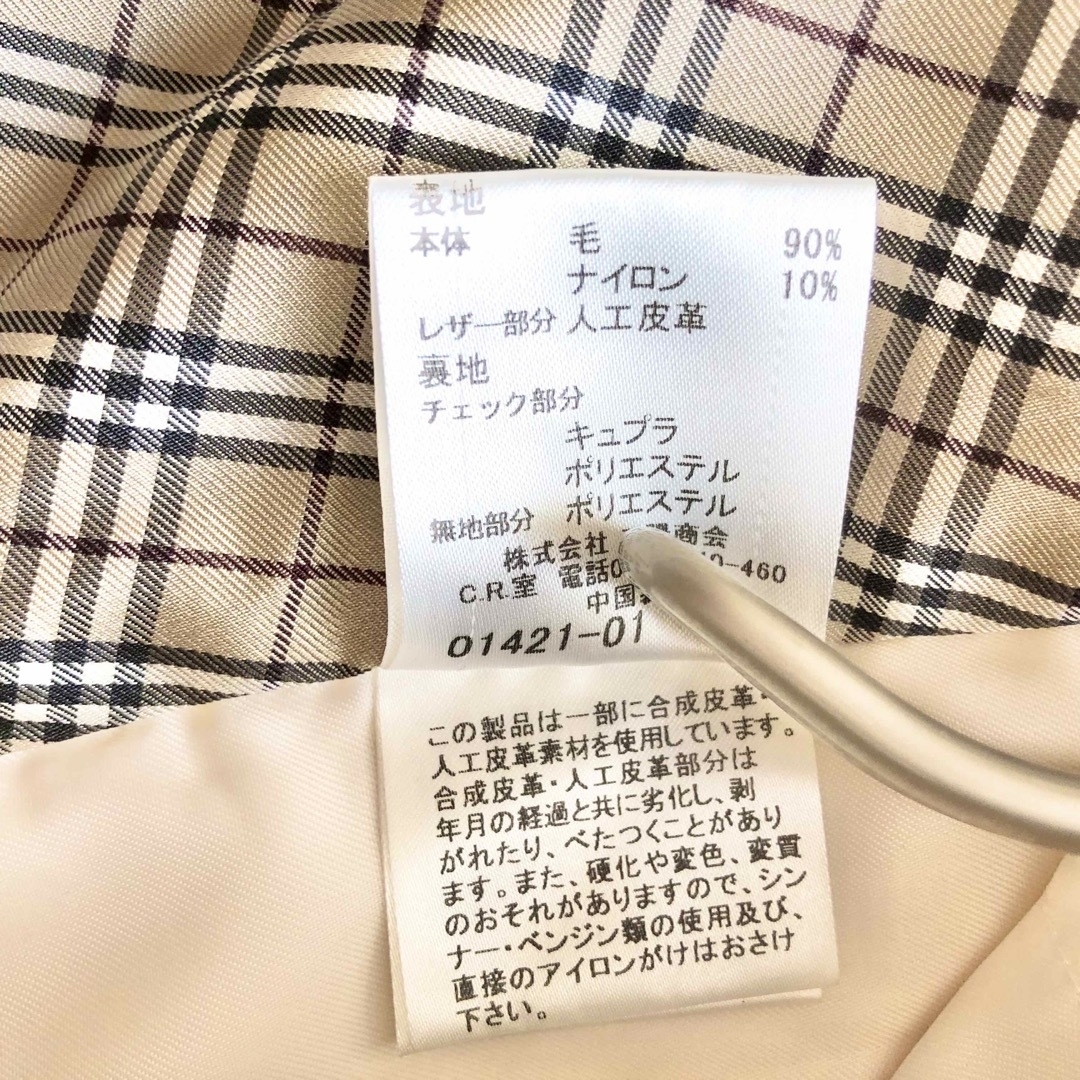 表地
本体 毛 90%
ナイロン 10%
レザー部分 人工皮革
裏地
チェック部分
キュプラ
ポリエステル
無地部分 ポリエステル
株式会社 商会
C.R.室 電話0 0-460
中国
01421-01
この製品は一部に合成皮革・
人工皮革素材を使用しています。
合成皮革・人工皮革部分は
年月の経過と共に劣化し、剥
がれたり、べたつくことがあり
ます。また、硬化や変色、変質
のおそれがありますので、シン
ナー・ベンジン類の使用及び、
直接のアイロンがけはおさけ
下さい。